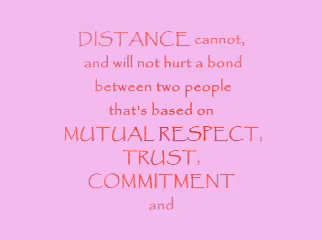 DISTANCE cannot,
and will not hurt a bond
between two people
that's based on
MUTUAL RESPECT,
TRUST,
COMMITMENT
and